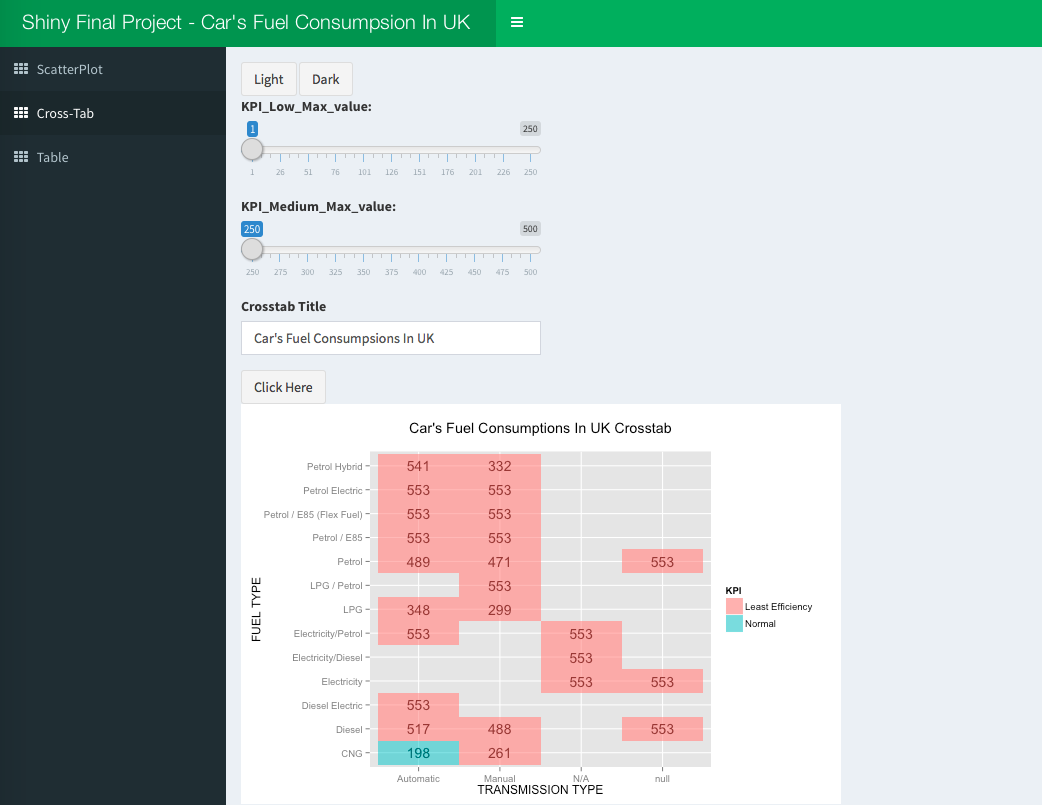 Shiny Final Project - Car's Fuel Consumpsion In UK
ScatterPlot
Cross-Tab
Table
Light Dark
KPI_Low_Max_value:
1 250
1 26 51 76 101 126 151 176 201 226 250
KPI_Medium_Max_value:
250 500
250 275 300 325 350 375 400 425 450 475 500
Crosstab Title
Car's Fuel Consumpsions In UK
Click Here
Car's Fuel Consumptions In UK Crosstab
FUEL TYPE
Petrol Hybrid 541 332
Petrol Electric 553 553
Petrol / E85 (Flex Fuel) 553 553
Petrol / E85 553 553
Petrol 489 471 553
LPG / Petrol 553
LPG 348 299
Electricity/Petrol 553 553
Electricity/Diesel 553
Electricity 553 553
Diesel Electric 553
Diesel 517 488 553
CNG 198 261
Automatic Manual N/A null
TRANSMISSION TYPE
KPI
Least Efficiency
Normal